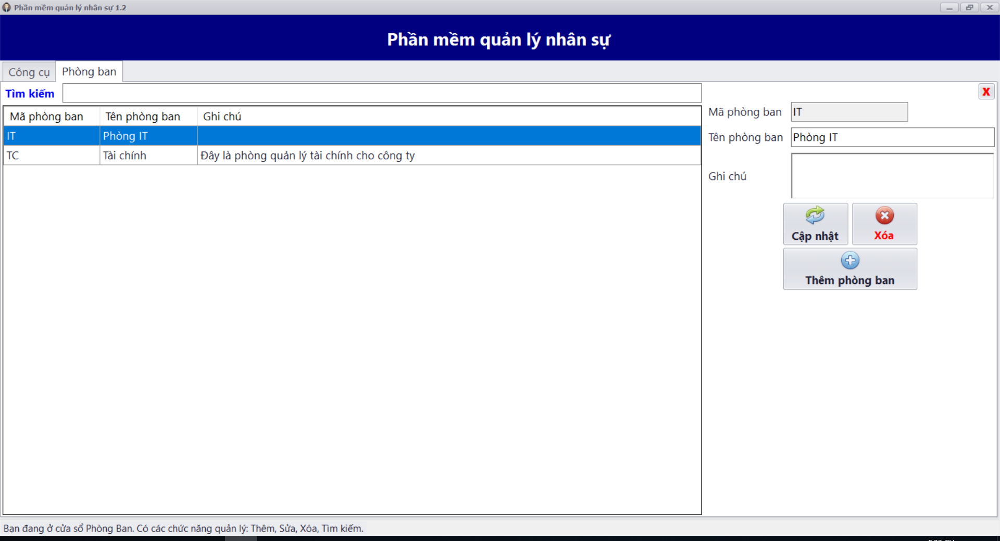 Phần mềm quản lý nhân sự 1.2
Phần mềm quản lý nhân sự
Công cụ Phòng ban
Tìm kiếm
X
Mã phòng ban Tên phòng ban Ghi chú
IT Phòng IT
TC Tài chính Đây là phòng quản lý tài chính cho công ty
Mã phòng ban IT
Tên phòng ban Phòng IT
Ghi chú
Cập nhật Xóa
Thêm phòng ban
Bạn đang ở cửa sổ Phòng Ban. Có các chức năng quản lý: Thêm, Sửa, Xóa, Tìm kiếm.